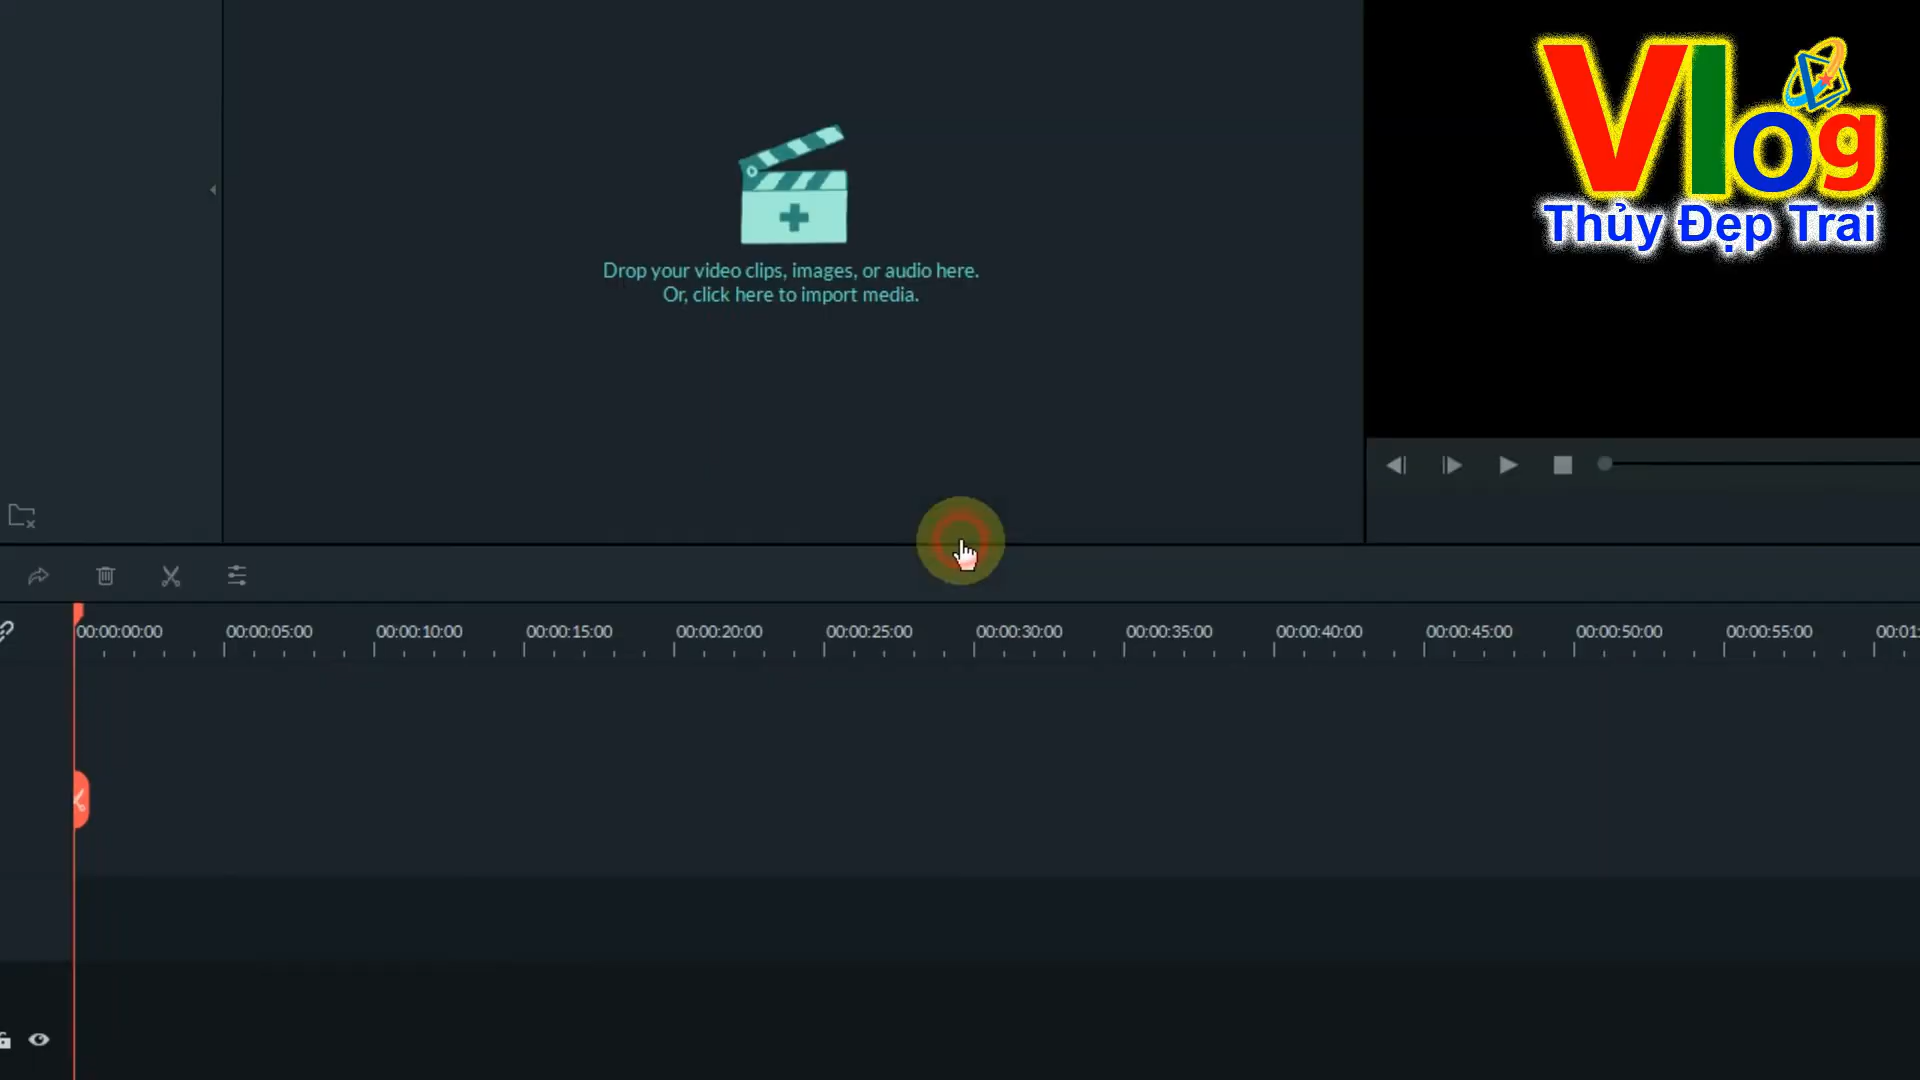 Vlog
Thủy Đẹp Trai
Drop your video clips, images, or audio here.
Or, click here to import media.
00:00:00:00 00:00:05:00 00:00:10:00 00:00:15:00 00:00:20:00 00:00:25:00 00:00:30:00 00:00:35:00 00:00:40:00 00:00:45:00 00:00:50:00 00:00:55:00 00:01: